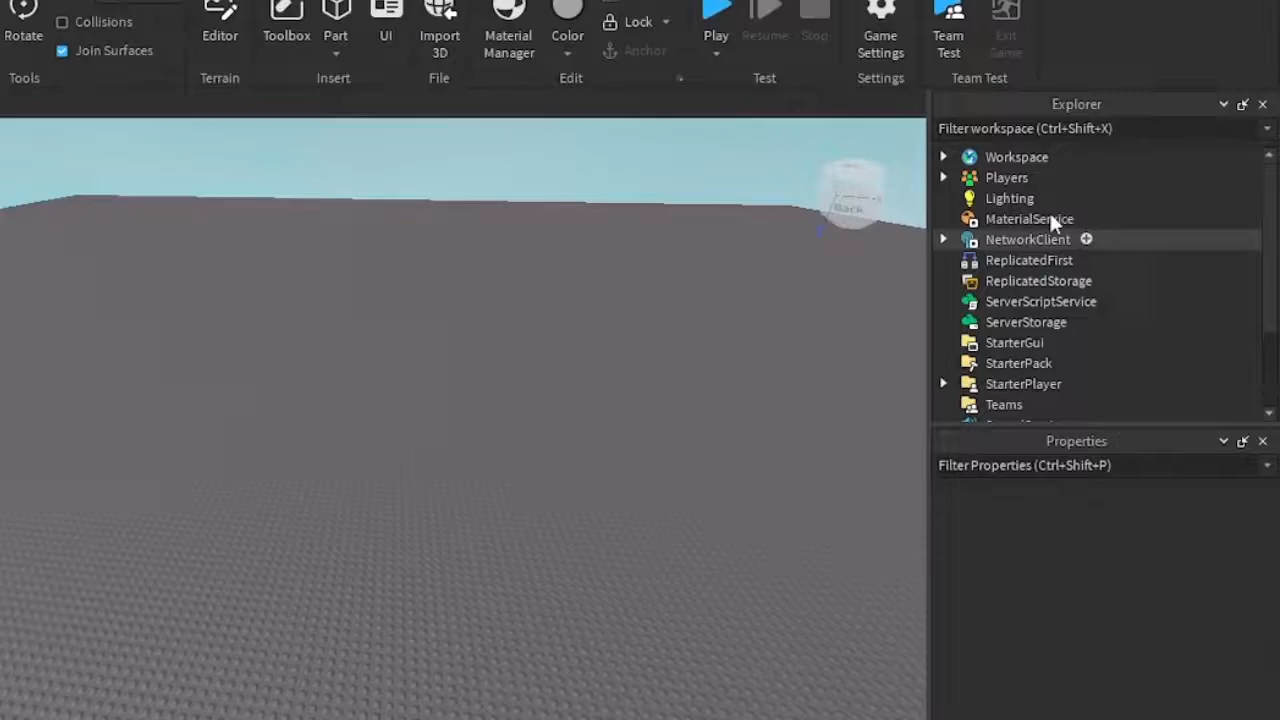 Collisions
Rotate
Join Surfaces
Tools
Editor
Terrain
Toolbox
Part
UI
Insert
Import
3D
File
Material
Manager
Color
Lock
Anchor
Edit
Play
Resume
Stop
Test
Game
Settings
Settings
Team
Test
Exit
Game
Team Test
Explorer
Filter workspace (Ctrl+Shift+X)
Workspace
Players
Lighting
MaterialService
NetworkClient
ReplicatedFirst
ReplicatedStorage
ServerScriptService
ServerStorage
StarterGui
StarterPack
StarterPlayer
Teams
Properties
Filter Properties (Ctrl+Shift+P)
Back